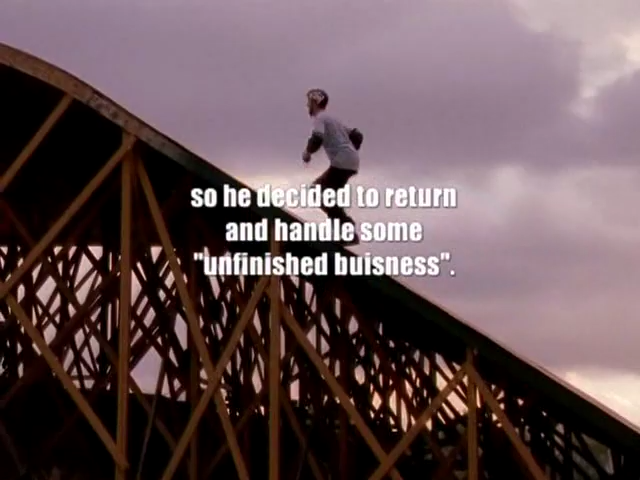 so he decided to return
and handle some
"unfinished buisness".